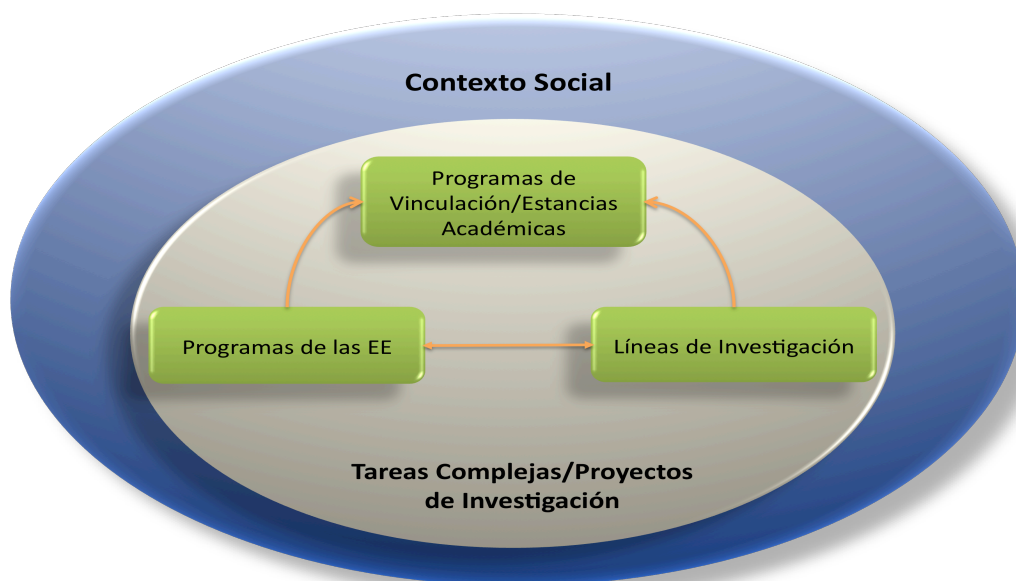 Contexto Social
Programas de
Vinculación/Estancias
Académicas
Programas de las EE
Líneas de Investigación
Tareas Complejas/Proyectos
de Investigación